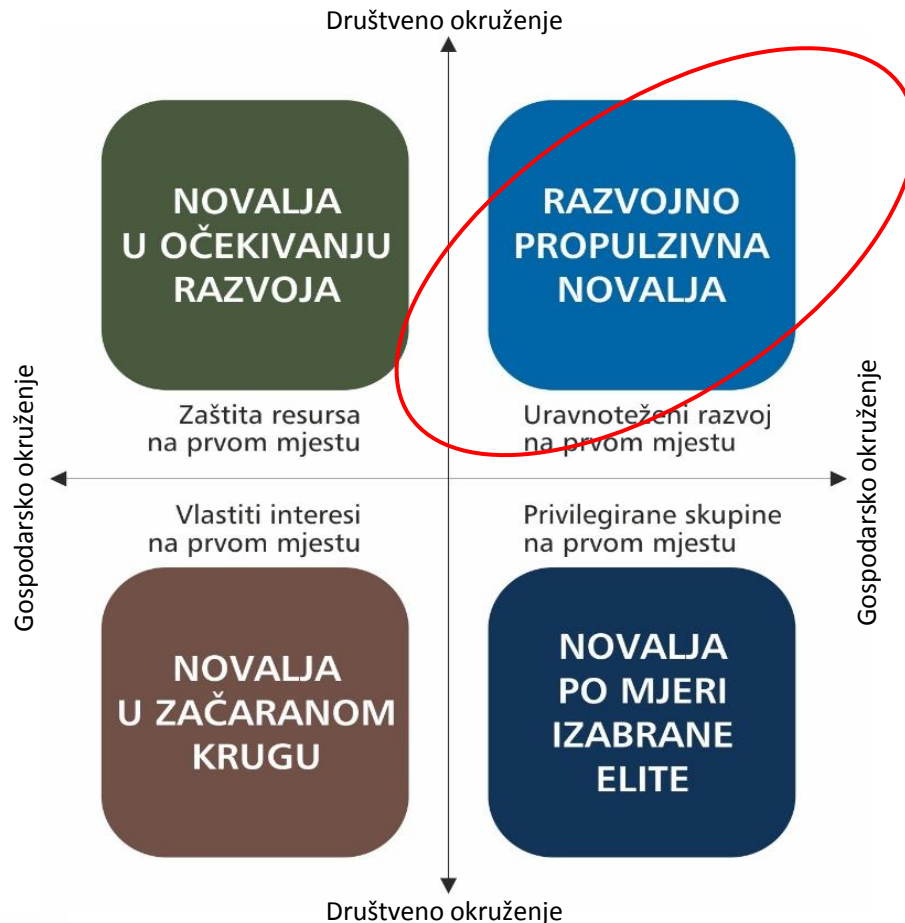 Društveno okruženje
NOVALJA
U OČEKIVANJU
RAZVOJA
RAZVOJNO
PROPULZIVNA
NOVALJA
Zaštita resursa
na prvom mjestu
Uravnoteženi razvoj
na prvom mjestu
Gospodarsko okruženje
Gospodarsko okruženje
Vlastiti interesi
na prvom mjestu
Privilegirane skupine
na prvom mjestu
NOVALJA
U ZAČARANOM
KRUGU
NOVALJA
PO MJERI
IZABRANE
ELITE
Društveno okruženje